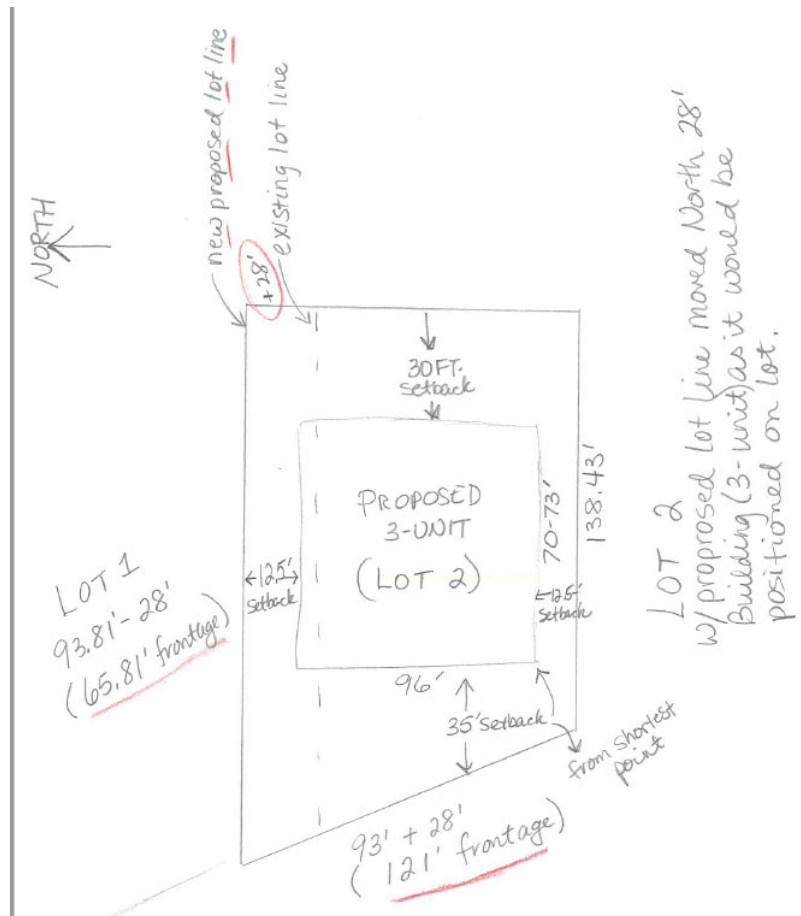 NORTH
new proposed lot line
existing lot line
+28'
30 FT.
setback
PROPOSED
3-UNIT
(LOT 2)
←12.5'→
setback
70-73'
138.43'
←12.5'
setback
96'
35' setback
from shortest
point
LOT 1
93.81' - 28'
(65.81' frontage)
93' + 28'
(121' frontage)
LOT 2
w/ proprosed lot line moved North 28'
Building (3-unit) as it would be
positioned on lot.